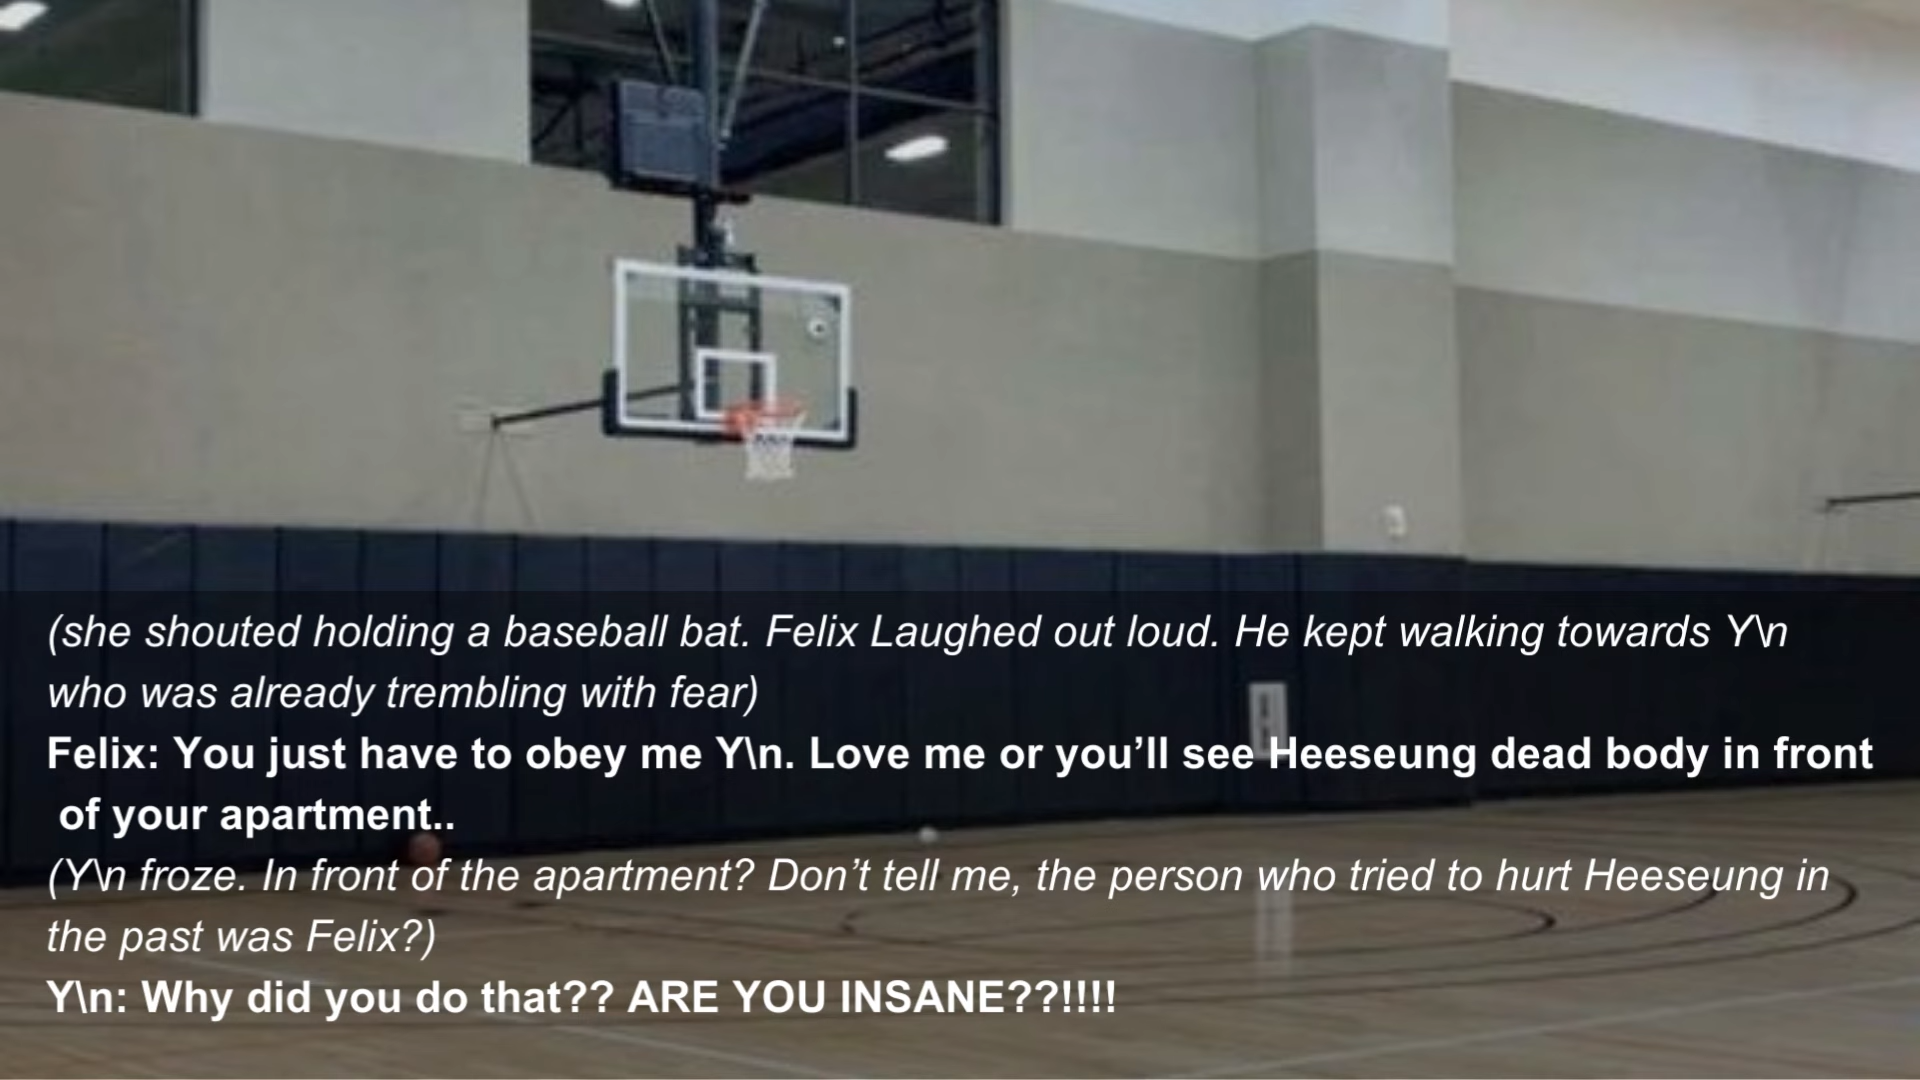 (she shouted holding a baseball bat. Felix Laughed out loud. He kept walking towards Y\n
who was already trembling with fear)
Felix: You just have to obey me Y\n. Love me or you’ll see Heeseung dead body in front
of your apartment..
(Y\n froze. In front of the apartment? Don’t tell me, the person who tried to hurt Heeseung in
the past was Felix?)
Y\n: Why did you do that?? ARE YOU INSANE??!!!!